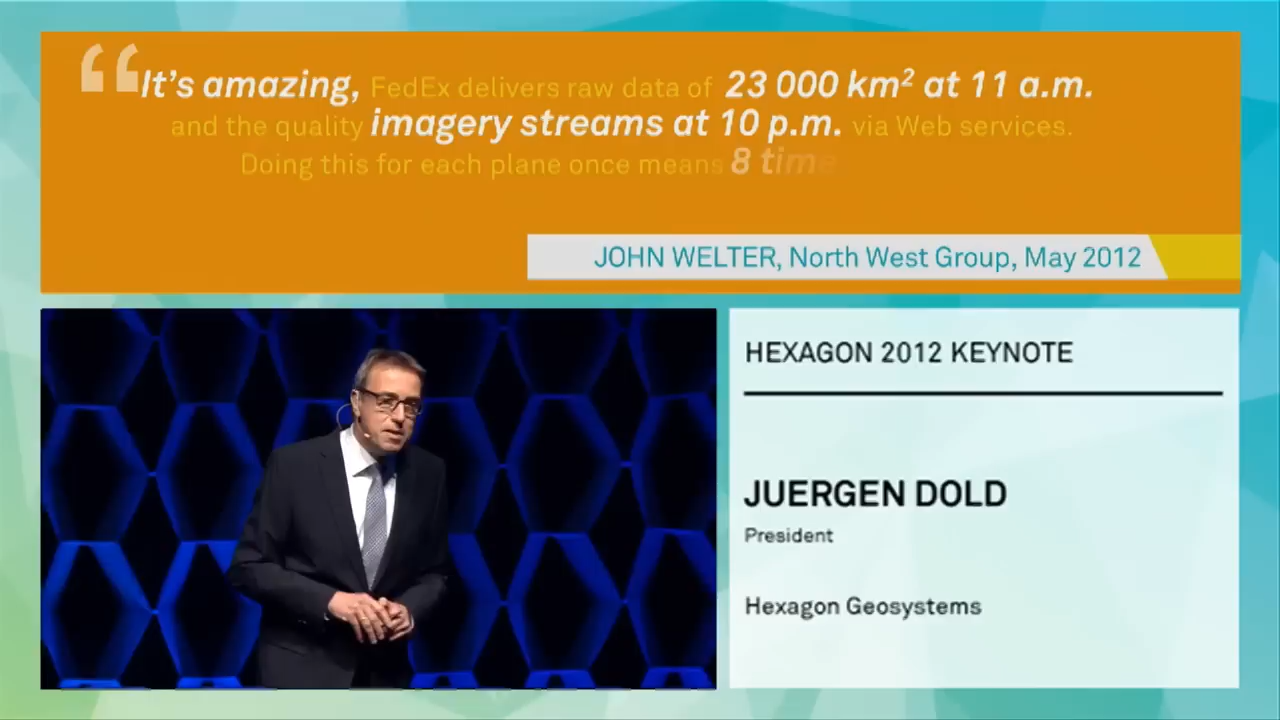 “It’s amazing, FedEx delivers raw data of 23 000 km² at 11 a.m.
and the quality imagery streams at 10 p.m. via Web services.
Doing this for each plane once means 8
JOHN WELTER, North West Group, May 2012
HEXAGON 2012 KEYNOTE
JUERGEN DOLD
President
Hexagon Geosystems